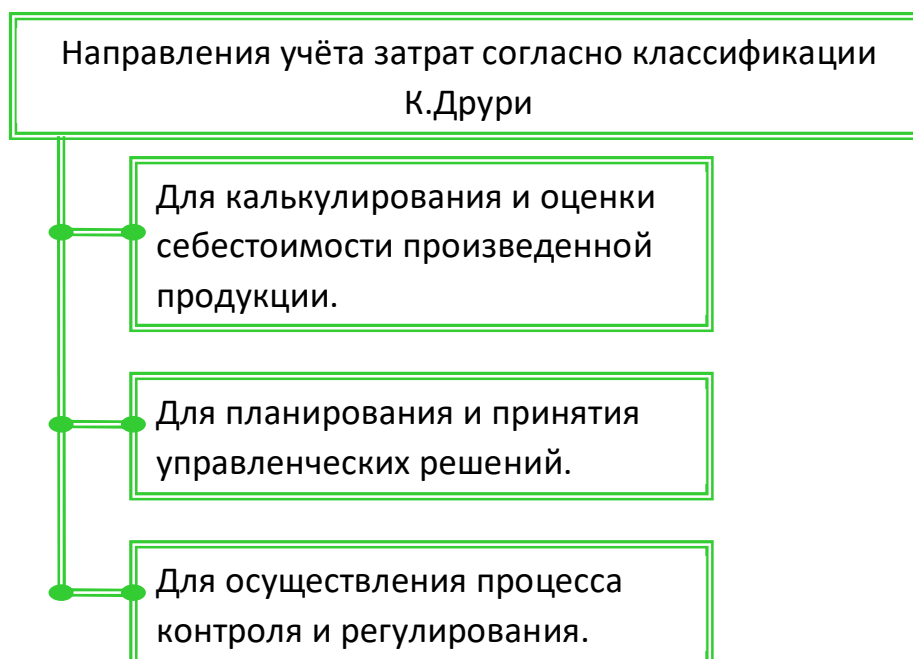 Направления учёта затрат согласно классификации
К.Друри
Для калькулирования и оценки
себестоимости произведенной
продукции.
Для планирования и принятия
управленческих решений.
Для осуществления процесса
контроля и регулирования.